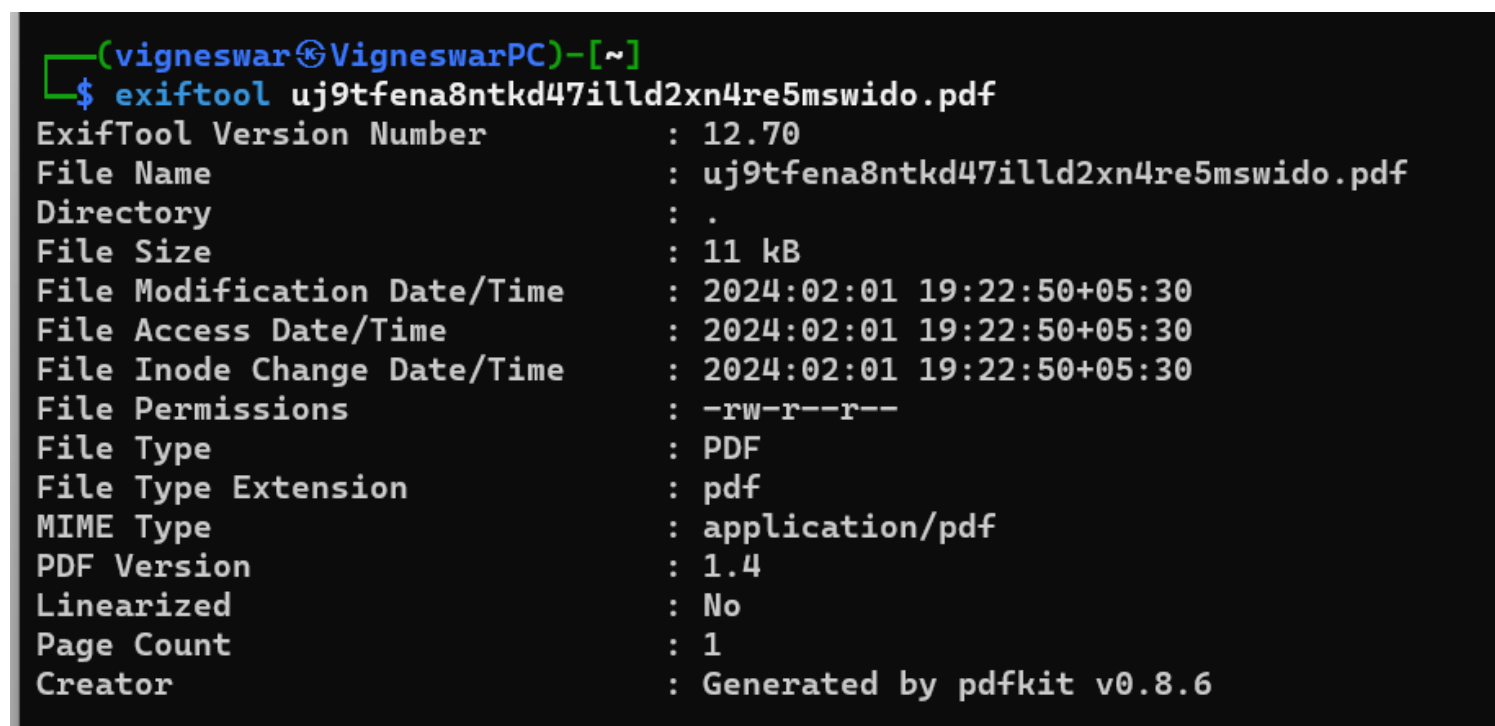 ┌──(vigneswar㉿VigneswarPC)-[~]
└─$ exiftool uj9tfena8ntkd47illd2xn4re5mswido.pdf
ExifTool Version Number : 12.70
File Name : uj9tfena8ntkd47illd2xn4re5mswido.pdf
Directory : .
File Size : 11 kB
File Modification Date/Time : 2024:02:01 19:22:50+05:30
File Access Date/Time : 2024:02:01 19:22:50+05:30
File Inode Change Date/Time : 2024:02:01 19:22:50+05:30
File Permissions : -rw-r--r--
File Type : PDF
File Type Extension : pdf
MIME Type : application/pdf
PDF Version : 1.4
Linearized : No
Page Count : 1
Creator : Generated by pdfkit v0.8.6